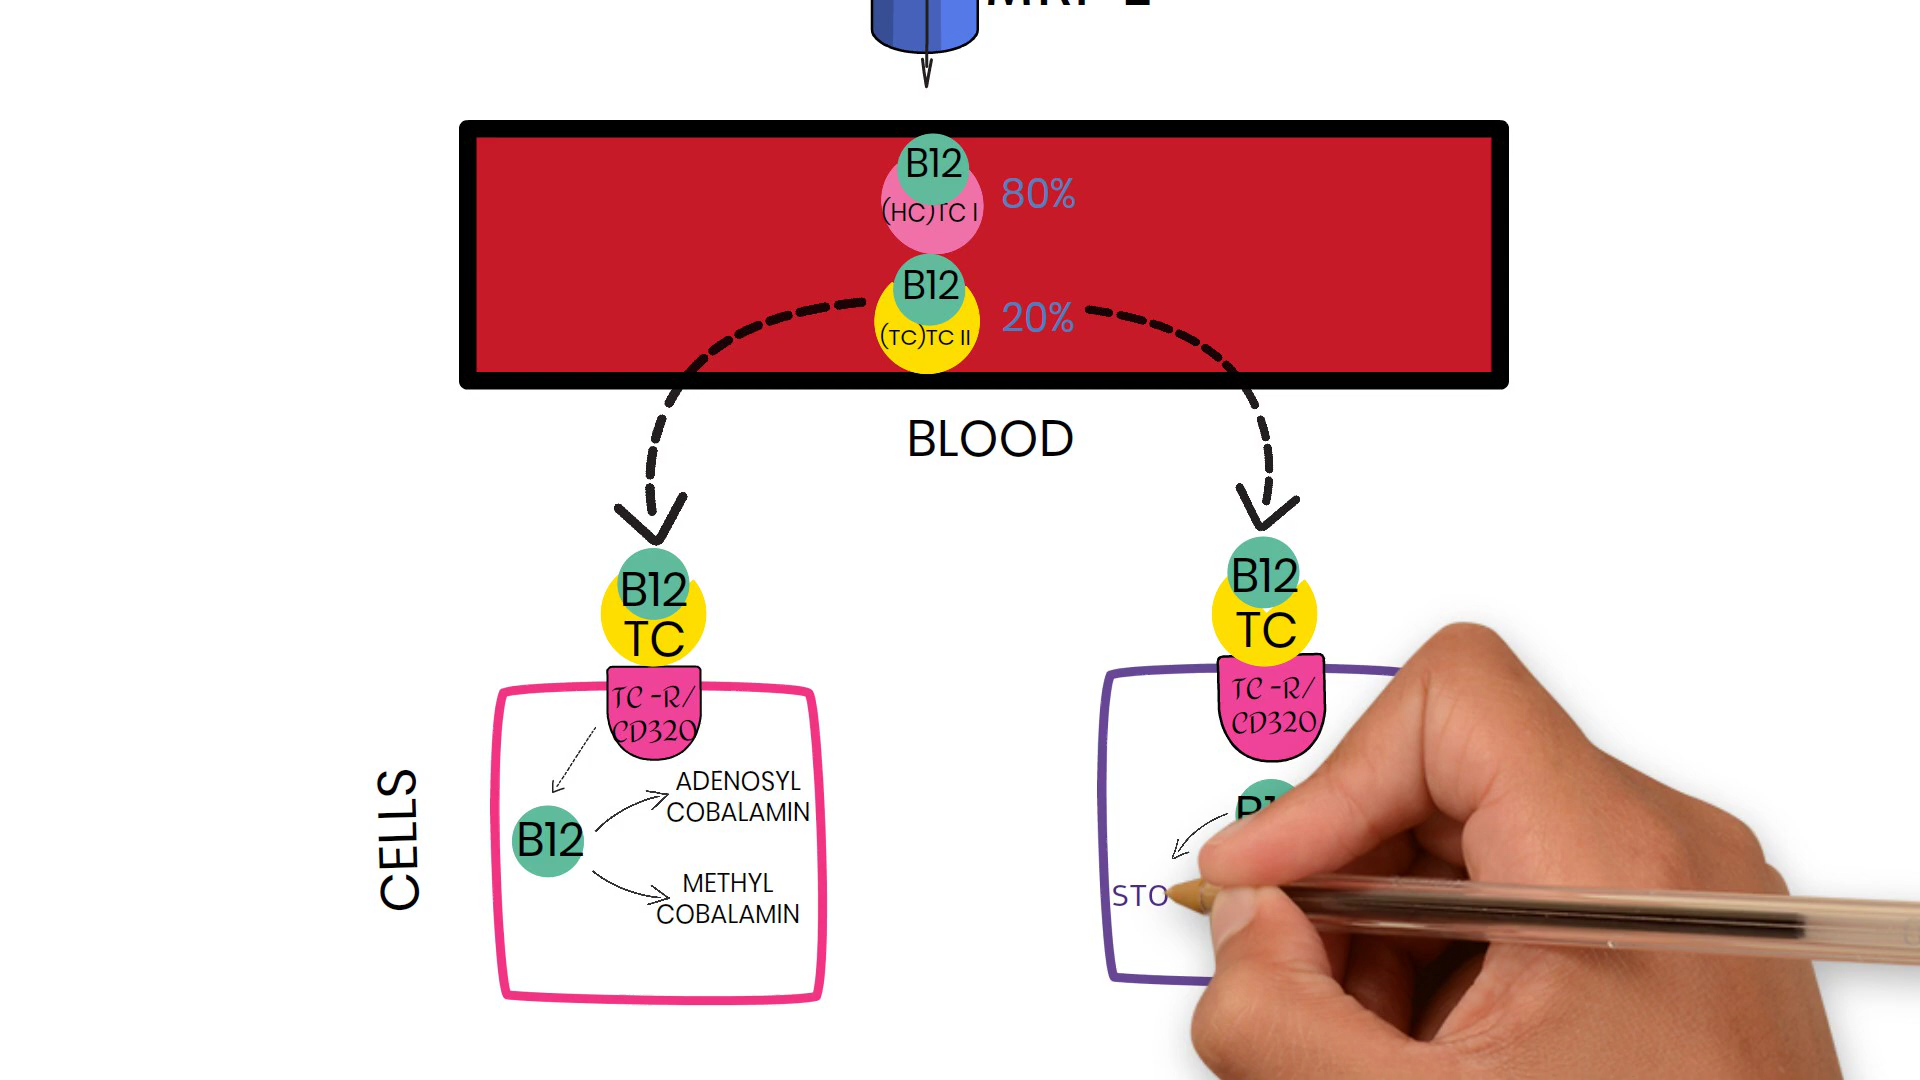 B12
(HC)TC I
80%
B12
(TC)TC II
20%
BLOOD
B12
TC
TC -R/
CD320
B12
ADENOSYL
COBALAMIN
METHYL
COBALAMIN
CELLS
B12
TC
TC -R/
CD320
STO